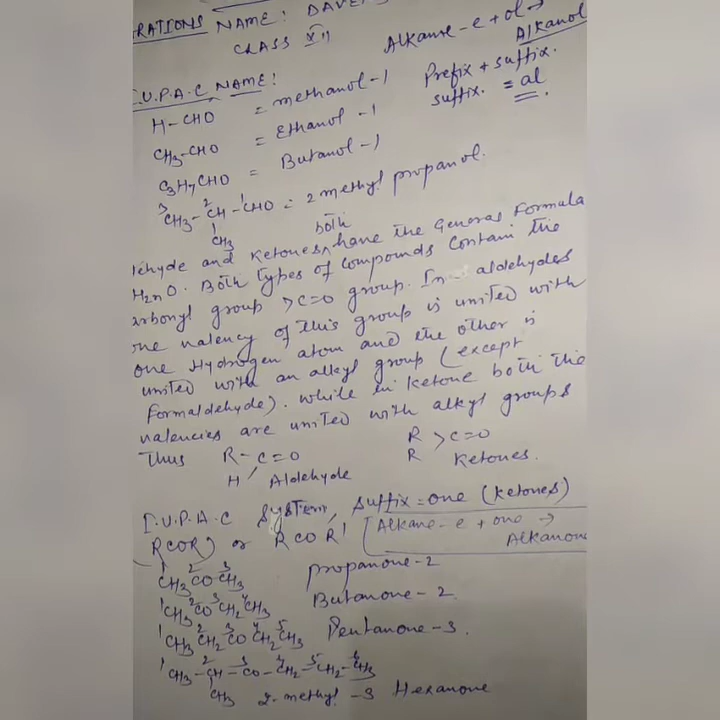 RATIONS NAME: DAVE
CLASS XII
Alkane - e + ol →
Alkanol
I.U.P.A.C NAME:
Prefix + suffix.
suffix. = al
H-CHO = methanol-1
CH3-CHO = Ethanol-1
C3H7CHO = Butanol-1
3CH3-2CH-1CHO = 2 methyl propanol.
CH3
both
dehyde and Ketones ^ have the General Formula
H2nO. Both types of compounds contain the
arbonyl group >C=O group. In aldehydes
one valency of this group is united with
one Hydrogen atom and the other is
united with an alkyl group (except
Formaldehyde). While in Ketone both the
valencies are united with alkyl groups
Thus R-C=O
H
Aldehyde
R
R >C=O
Ketones.
I.U.P.A.C System, Suffix = one (Ketones)
(RCOR) or RCOR'
[Alkane - e + one →
Alkanone
1CH3 2CO 3CH3 Propanone-2
1CH3 2CO 3CH2 4CH3 Butanone-2
1CH3 2CH2 3CO 4CH2 5CH3 Pentanone-3.
1CH3-2CH-3CO-4CH2-5CH2-6CH3
CH3 2-methyl-3 Hexanone